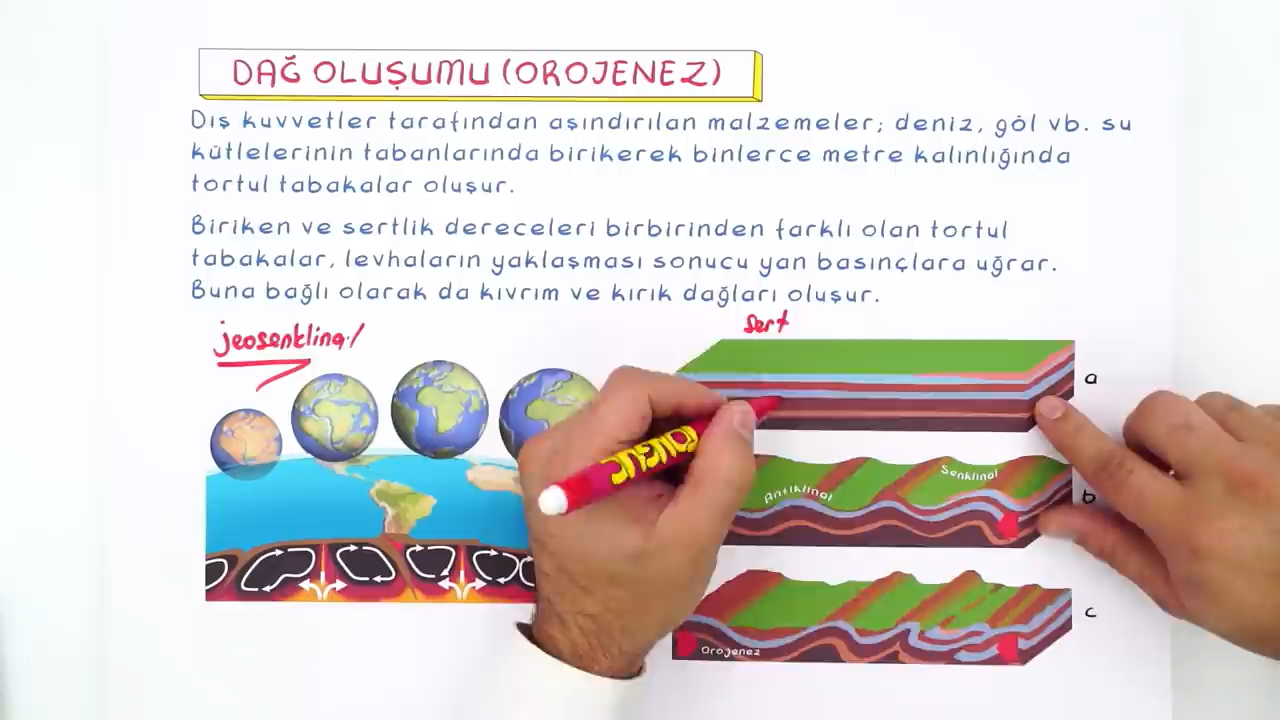 DAĞ OLUŞUMU (OROJENEZ)
Dış kuvvetler tarafından aşındırılan malzemeler; deniz, göl vb. su
kütlelerinin tabanlarında birikerek binlerce metre kalınlığında
tortul tabakalar oluşur.
Biriken ve sertlik dereceleri birbirinden farklı olan tortul
tabakalar, levhaların yaklaşması sonucu yan basınçlara uğrar.
Buna bağlı olarak da kıvrım ve kırık dağları oluşur.
jeosenklinal
sert
a
Antiklinal
Senklinal
b
c
Orojenez